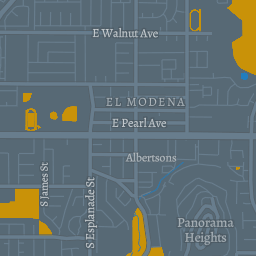 E Walnut Ave
EL MODENA
E Pearl Ave
Albertsons
S James St
S Esplanade St
Panorama
Heights